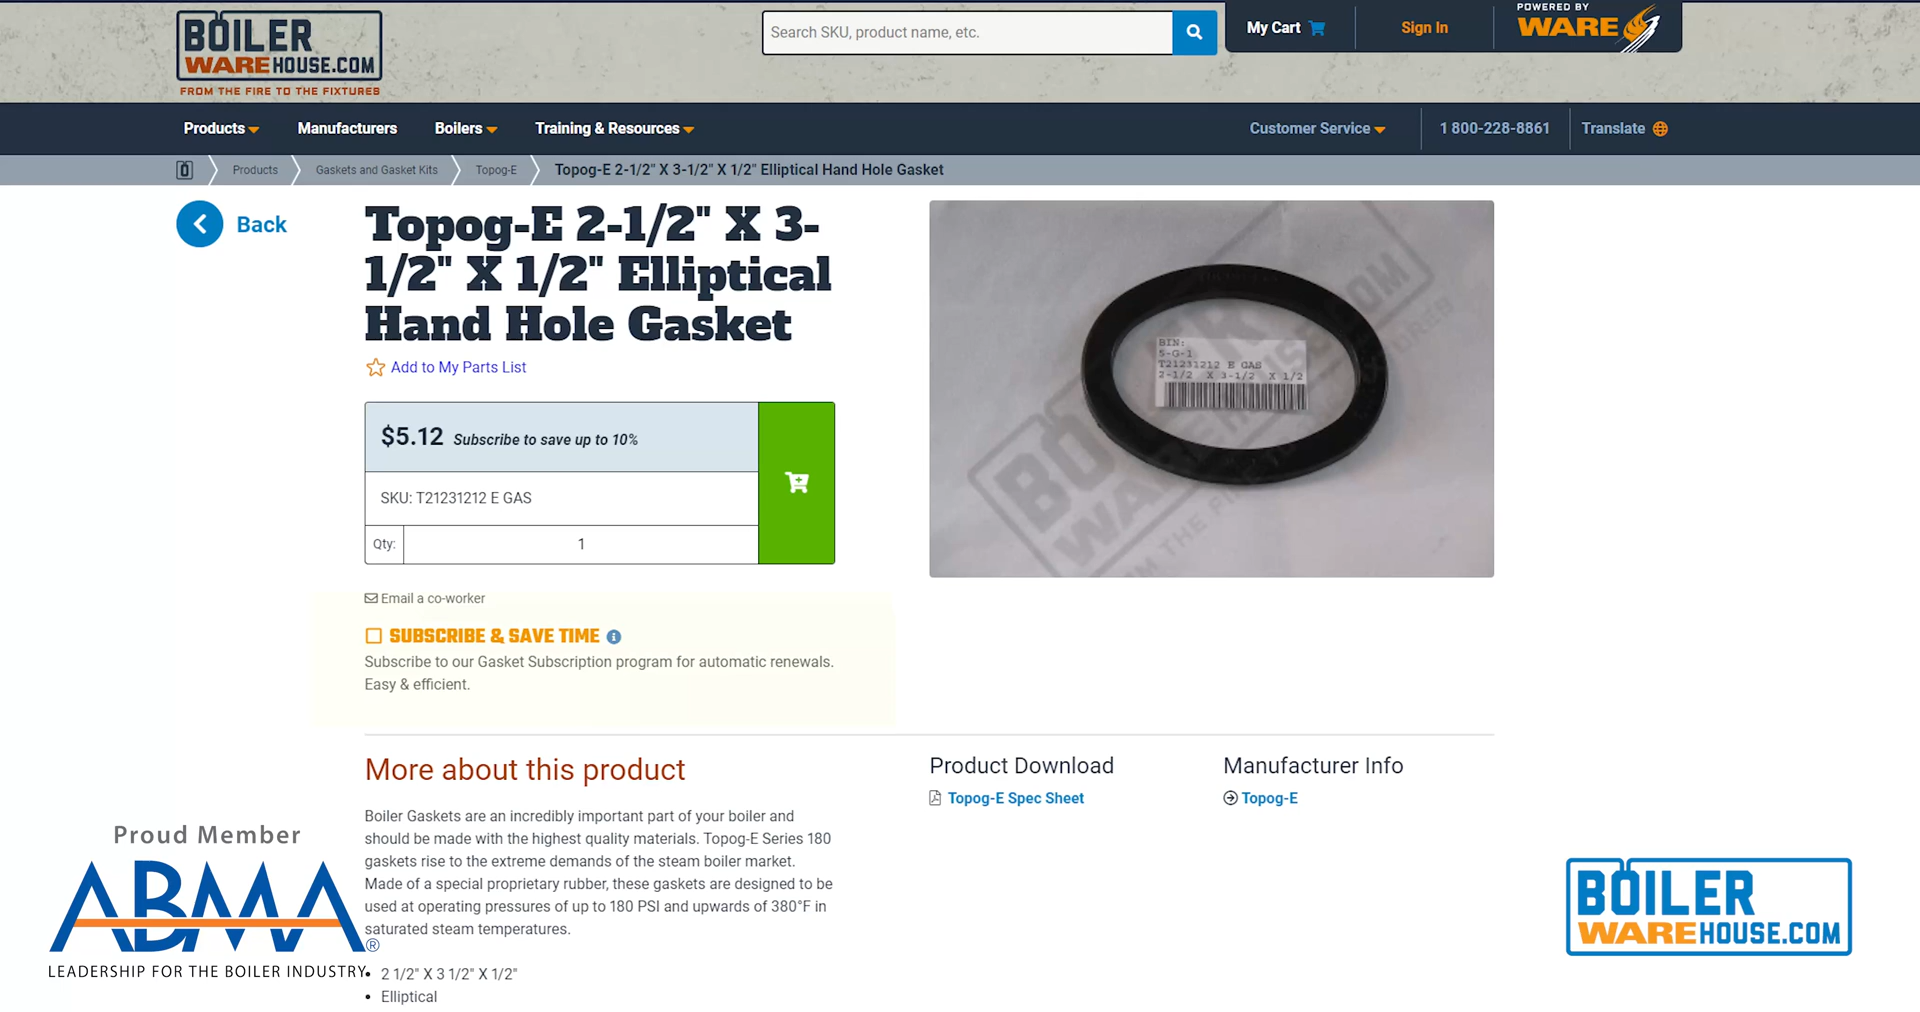 BOILER
WAREHOUSE.COM
FROM THE FIRE TO THE FIXTURES
Search SKU, product name, etc.
My Cart
Sign In
POWERED BY
WARE
Products
Manufacturers
Boilers
Training & Resources
Customer Service
1 800-228-8861
Translate
Products
Gaskets and Gasket Kits
Topog-E
Topog-E 2-1/2" X 3-1/2" X 1/2" Elliptical Hand Hole Gasket
Back
Topog-E 2-1/2" X 3-
1/2" X 1/2" Elliptical
Hand Hole Gasket
Add to My Parts List
$5.12 Subscribe to save up to 10%
SKU: T21231212 E GAS
Qty: 1
BIN:
S-G-1
T21231212 E GAS
2-1/2 X 3-1/2 X 1/2
BOILER
WAREHOUSE.COM
FROM THE FIRE TO THE FIXTURES
Email a co-worker
SUBSCRIBE & SAVE TIME
Subscribe to our Gasket Subscription program for automatic renewals.
Easy & efficient.
More about this product
Boiler Gaskets are an incredibly important part of your boiler and
should be made with the highest quality materials. Topog-E Series 180
gaskets rise to the extreme demands of the steam boiler market.
Made of a special proprietary rubber, these gaskets are designed to be
used at operating pressures of up to 180 PSI and upwards of 380°F in
saturated steam temperatures.
• 2 1/2" X 3 1/2" X 1/2"
• Elliptical
Product Download
Topog-E Spec Sheet
Manufacturer Info
Topog-E
Proud Member
ABMA®
LEADERSHIP FOR THE BOILER INDUSTRY
BOILER
WAREHOUSE.COM